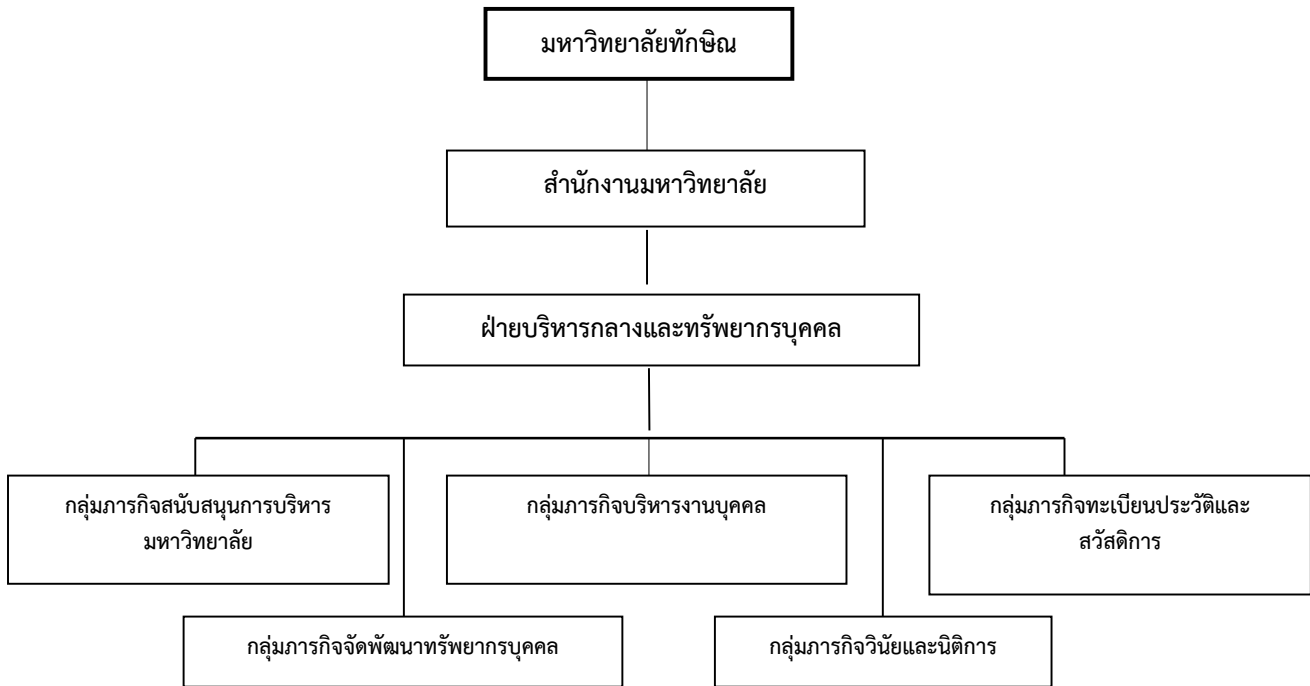 มหาวิทยาลัยทักษิณ
สำนักงานมหาวิทยาลัย
ฝ่ายบริหารกลางและทรัพยากรบุคคล
กลุ่มภารกิจสนับสนุนการบริหาร
มหาวิทยาลัย
กลุ่มภารกิจบริหารงานบุคคล
กลุ่มภารกิจทะเบียนประวัติและ
สวัสดิการ
กลุ่มภารกิจจัดพัฒนาทรัพยากรบุคคล
กลุ่มภารกิจวินัยและนิติการ